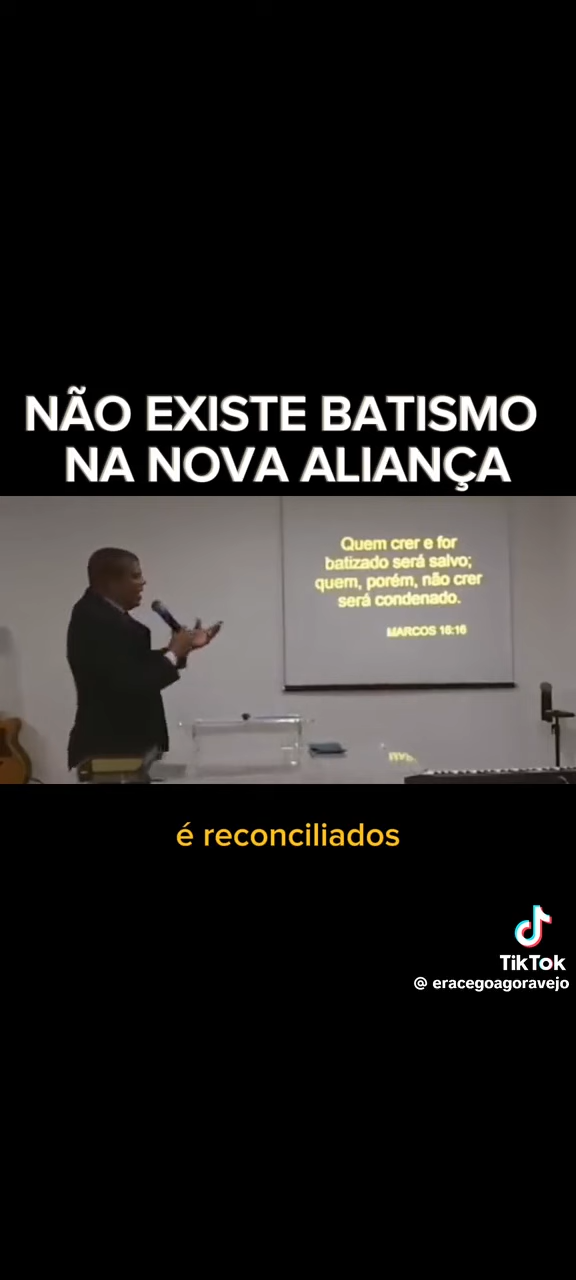 NÃO EXISTE BATISMO
NA NOVA ALIANÇA
Quem crer e for
batizado será salvo;
quem, porém, não crer
será condenado.
MARCOS 16:16
é reconciliados
TikTok
@ eracegoagoravejo